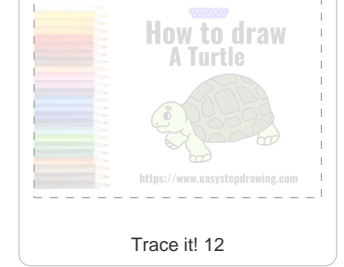 How to draw
A Turtle
https://www.easystepdrawing.com
Trace it! 12